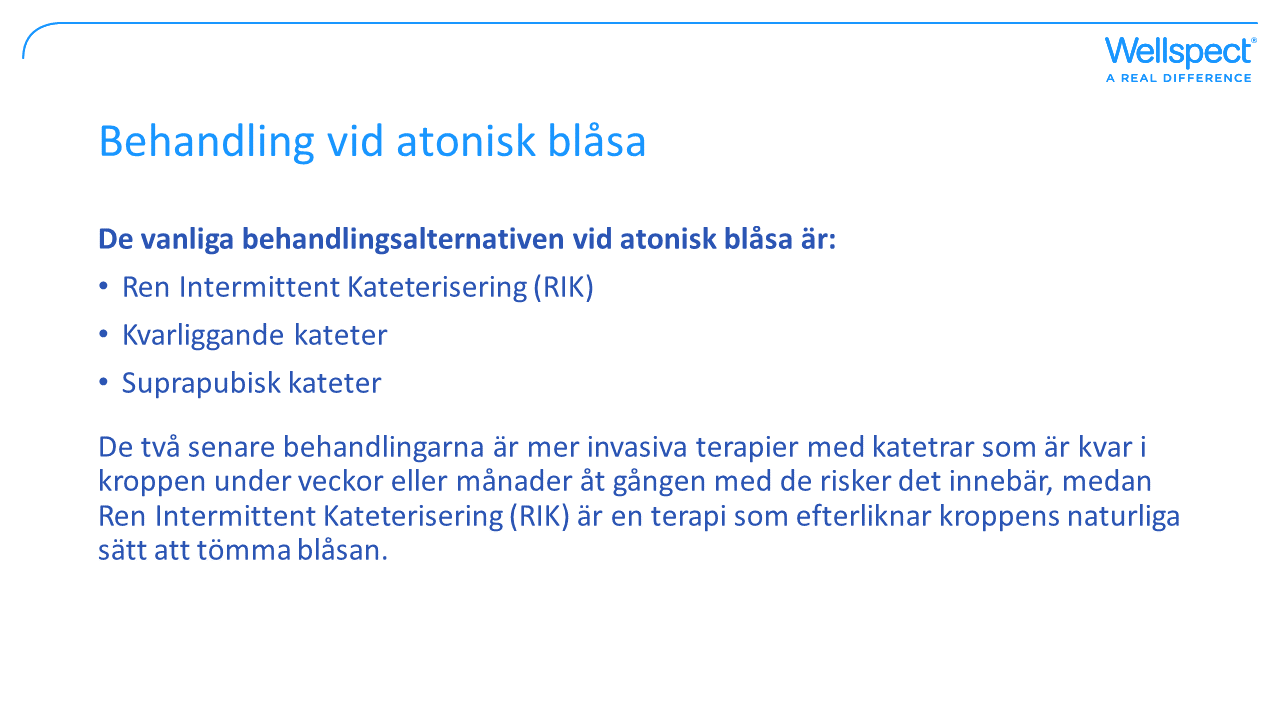 Wellspect®
A REAL DIFFERENCE
Behandling vid atonisk blåsa
De vanliga behandlingsalternativen vid atonisk blåsa är:
• Ren Intermittent Kateterisering (RIK)
• Kvarliggande kateter
• Suprapubisk kateter
De två senare behandlingarna är mer invasiva terapier med katetrar som är kvar i
kroppen under veckor eller månader åt gången med de risker det innebär, medan
Ren Intermittent Kateterisering (RIK) är en terapi som efterliknar kroppens naturliga
sätt att tömma blåsan.